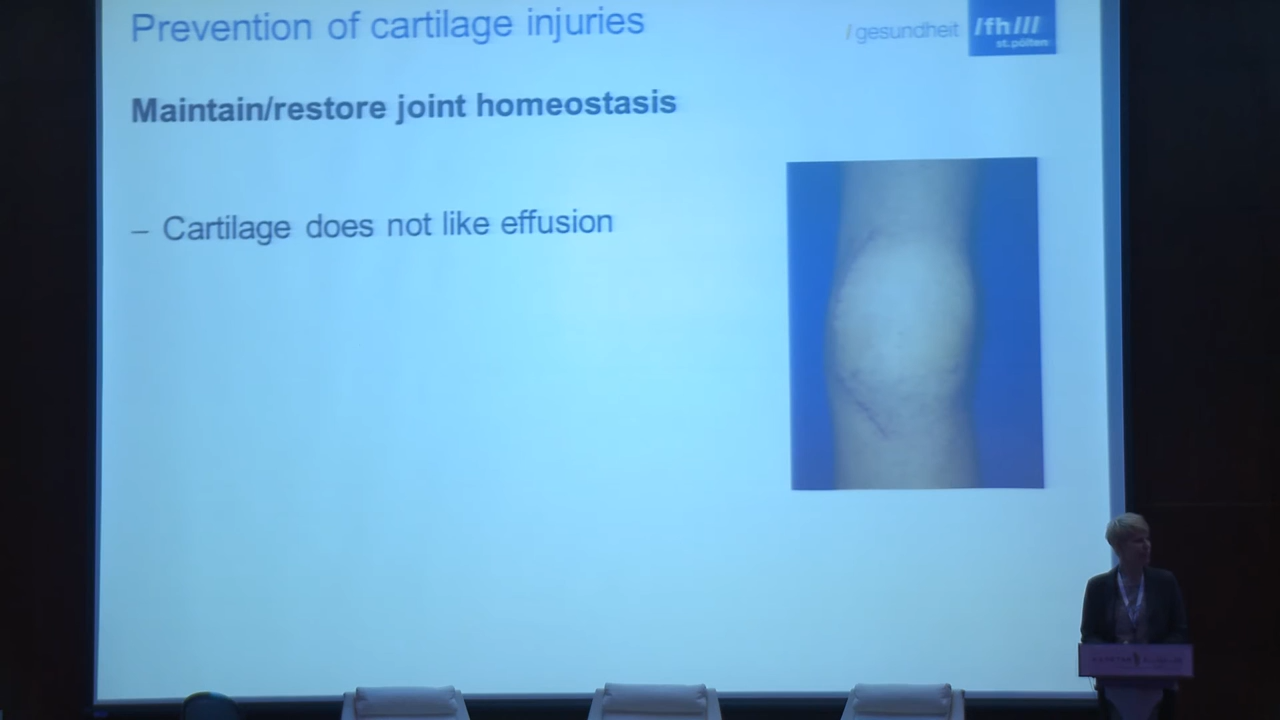 Prevention of cartilage injuries
/ gesundheit
/fh///
st.pölten
Maintain/restore joint homeostasis
– Cartilage does not like effusion